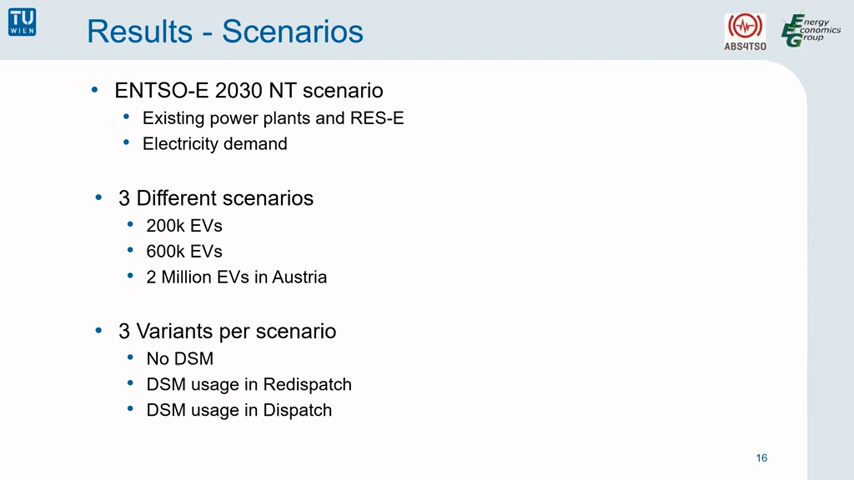 TU
WIEN
Results - Scenarios
ABS4TSO
Energy
Economics
Group
EEG
• ENTSO-E 2030 NT scenario
• Existing power plants and RES-E
• Electricity demand
• 3 Different scenarios
• 200k EVs
• 600k EVs
• 2 Million EVs in Austria
• 3 Variants per scenario
• No DSM
• DSM usage in Redispatch
• DSM usage in Dispatch
16